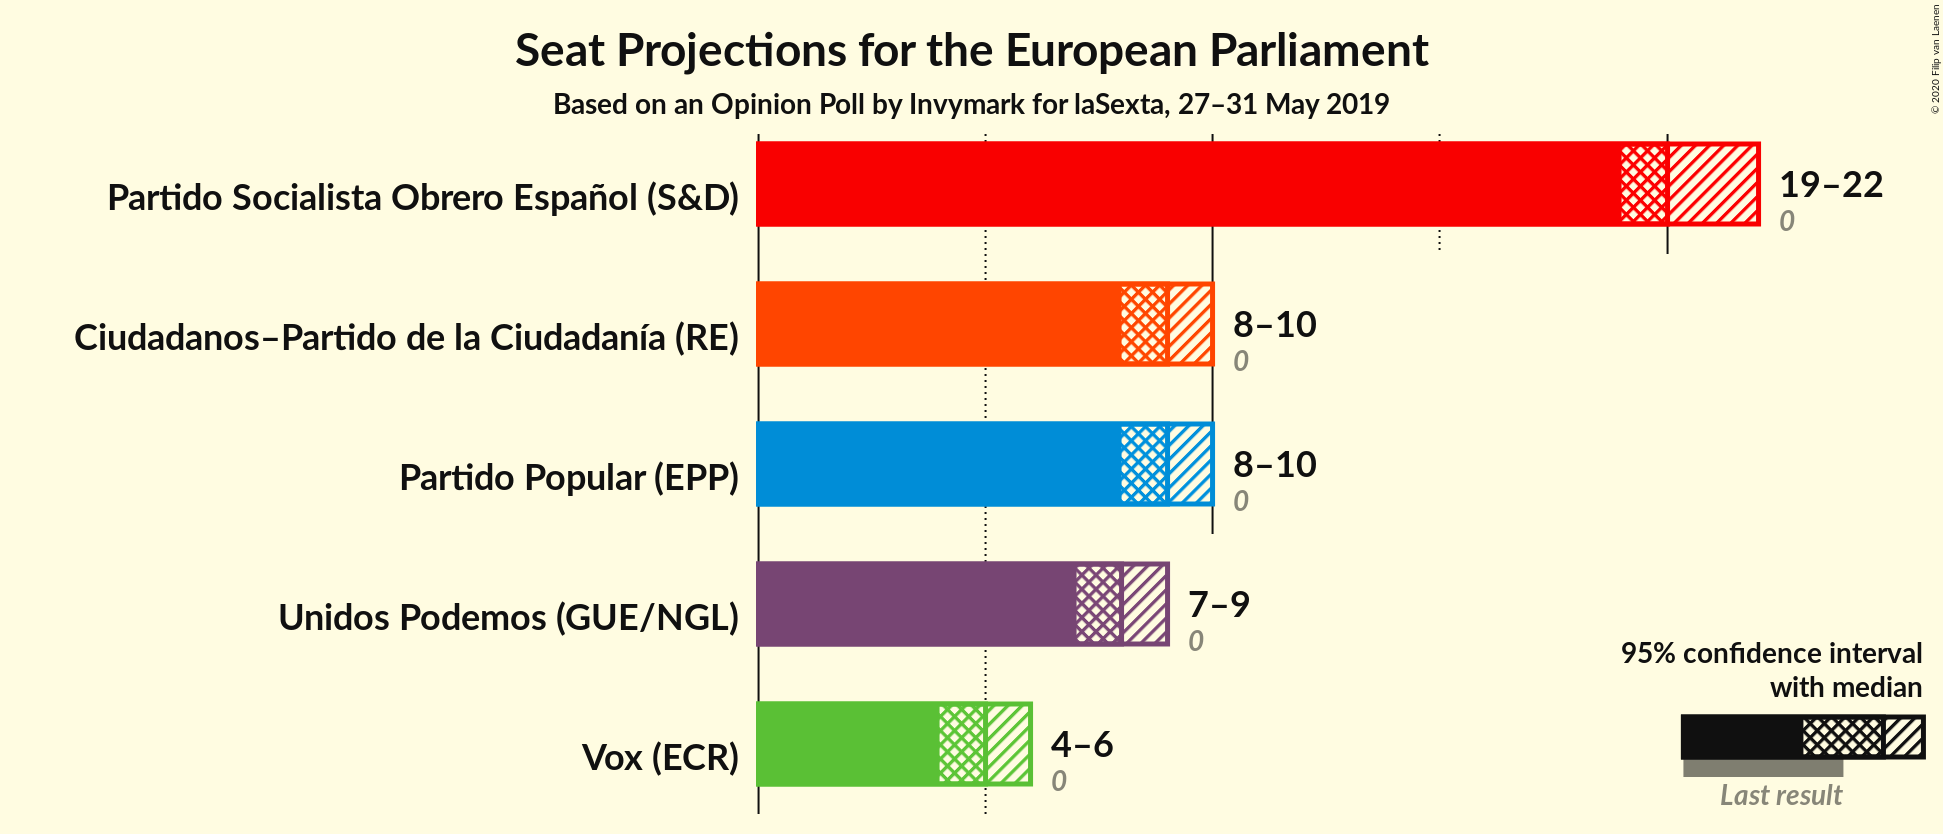 Seat Projections for the European Parliament
Based on an Opinion Poll by Invymark for laSexta, 27–31 May 2019
© 2020 Filip van Laenen
Partido Socialista Obrero Español (S&D)
19–22
0
Ciudadanos–Partido de la Ciudadanía (RE)
8–10
0
Partido Popular (EPP)
8–10
0
Unidos Podemos (GUE/NGL)
7–9
0
Vox (ECR)
4–6
0
95% confidence interval
with median
Last result